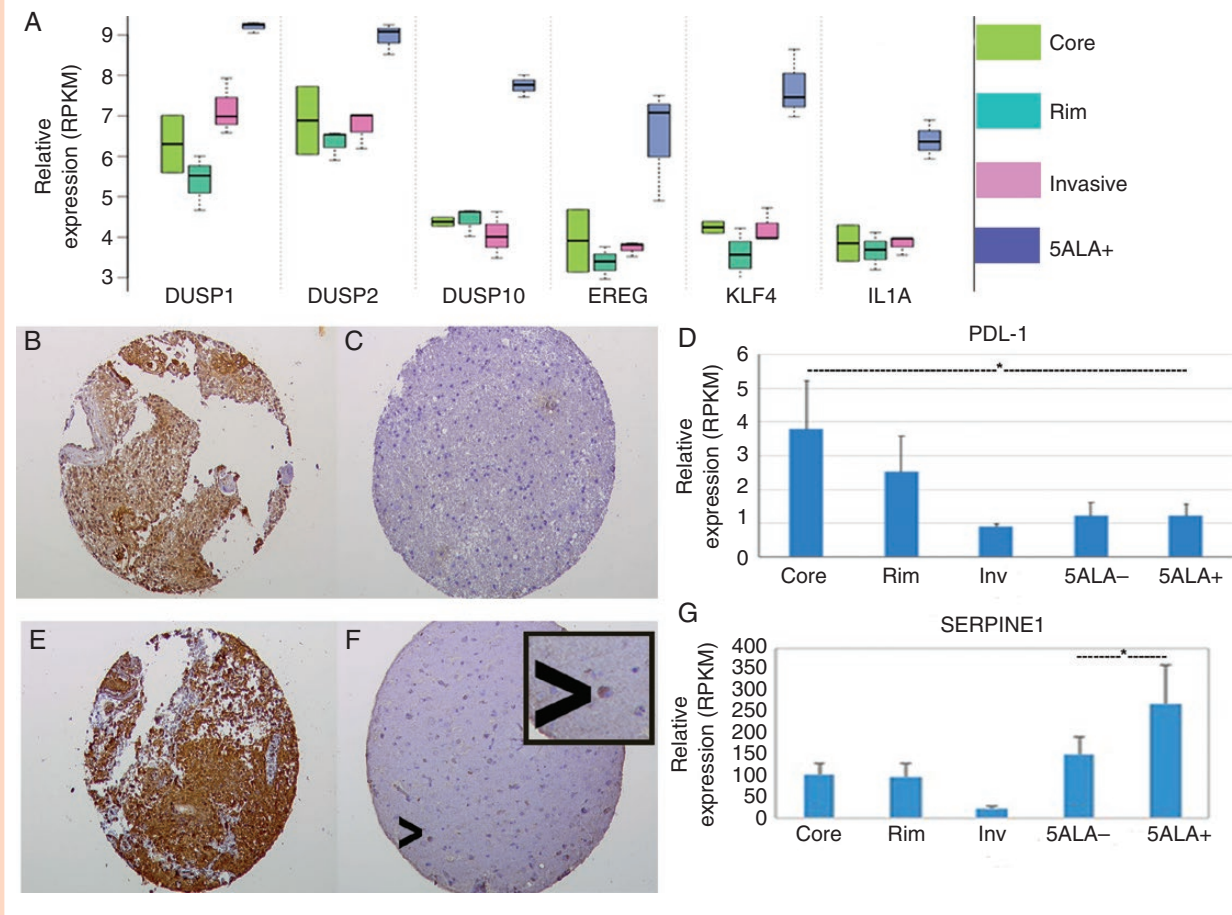 A
Relative
expression (RPKM)
9
8
7
6
5
4
3
DUSP1 DUSP2 DUSP10 EREG KLF4 IL1A
Core
Rim
Invasive
5ALA+
B
C
D
PDL-1
Relative
expression (RPKM)
6
5
4
3
2
1
0
*
Core Rim Inv 5ALA– 5ALA+
E
F
>
>
G
SERPINE1
Relative
expression (RPKM)
400
350
300
250
200
150
100
50
0
*
Core Rim Inv 5ALA– 5ALA+